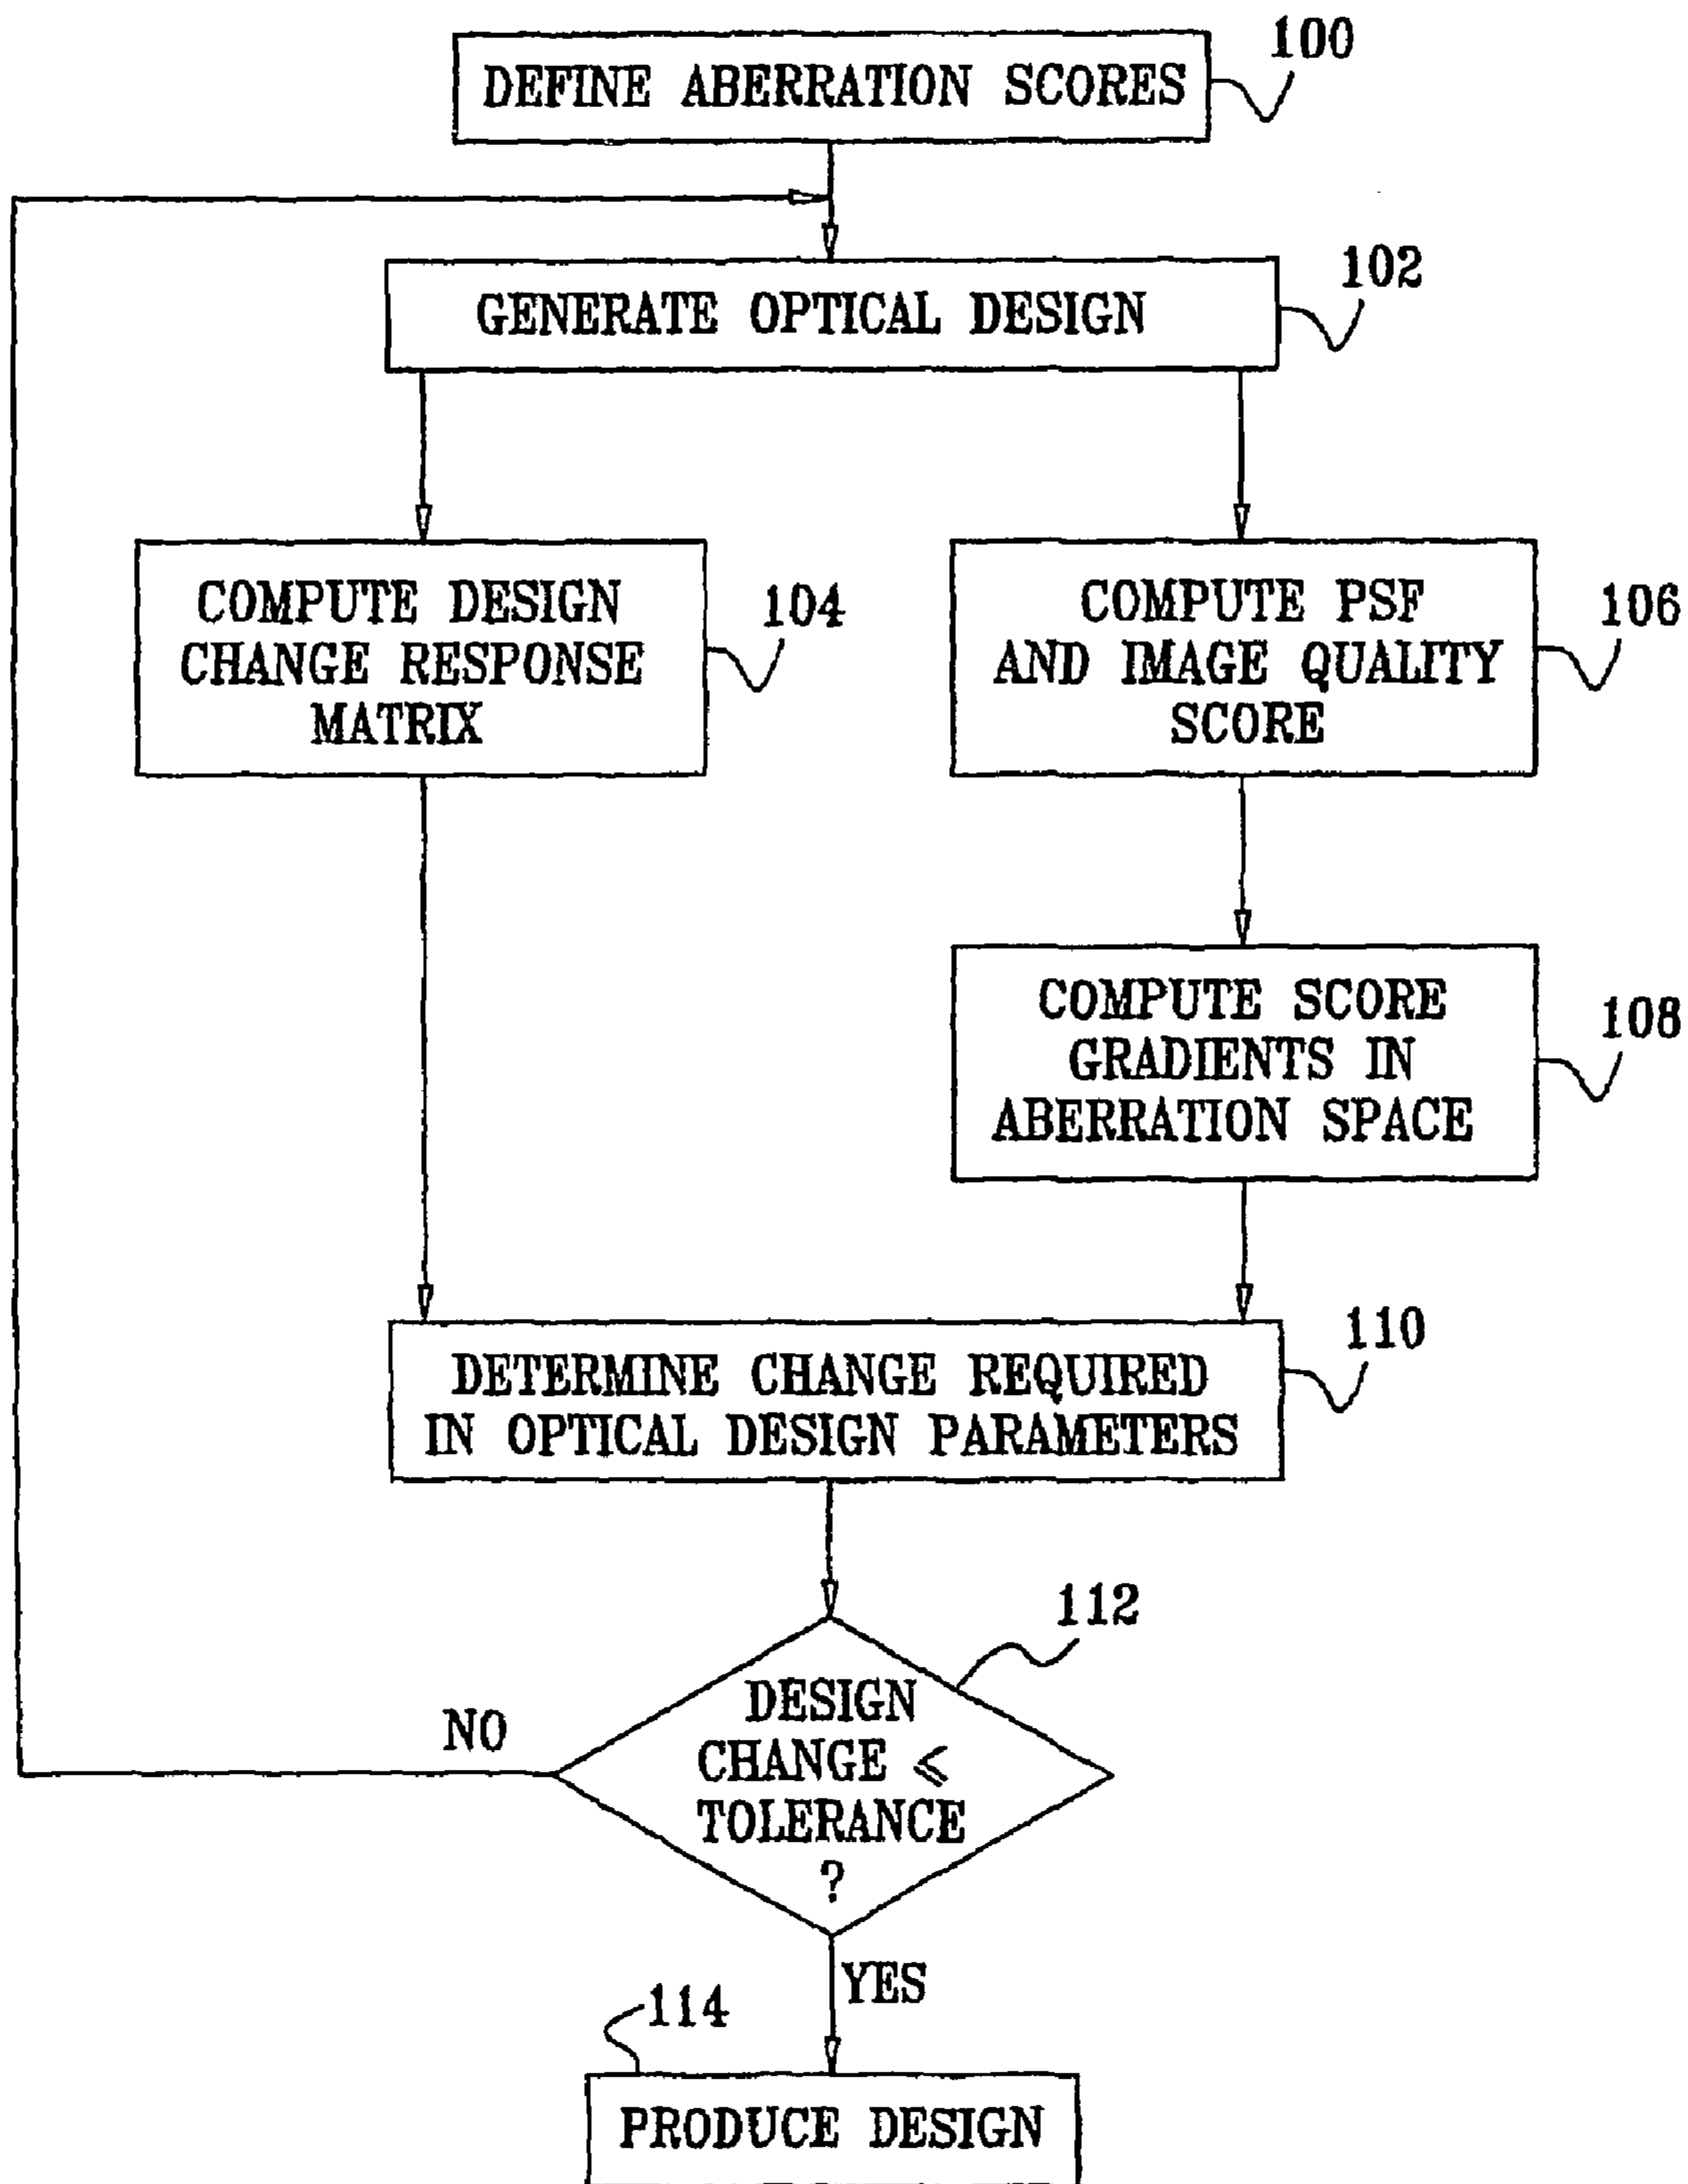 100
DEFINE ABERRATION SCORES
102
GENERATE OPTICAL DESIGN
COMPUTE DESIGN
CHANGE RESPONSE
MATRIX
104
COMPUTE PSF
AND IMAGE QUALITY
SCORE
106
COMPUTE SCORE
GRADIENTS IN
ABERRATION SPACE
108
110
DETERMINE CHANGE REQUIRED
IN OPTICAL DESIGN PARAMETERS
112
DESIGN
CHANGE ⩽
TOLERANCE
?
NO
YES
114
PRODUCE DESIGN